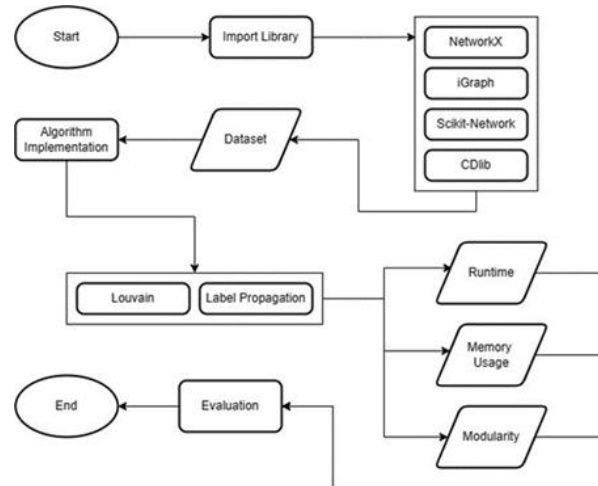 Start
Import Library
NetworkX
iGraph
Scikit-Network
CDlib
Dataset
Algorithm
Implementation
Louvain
Label Propagation
Runtime
Memory
Usage
Modularity
Evaluation
End